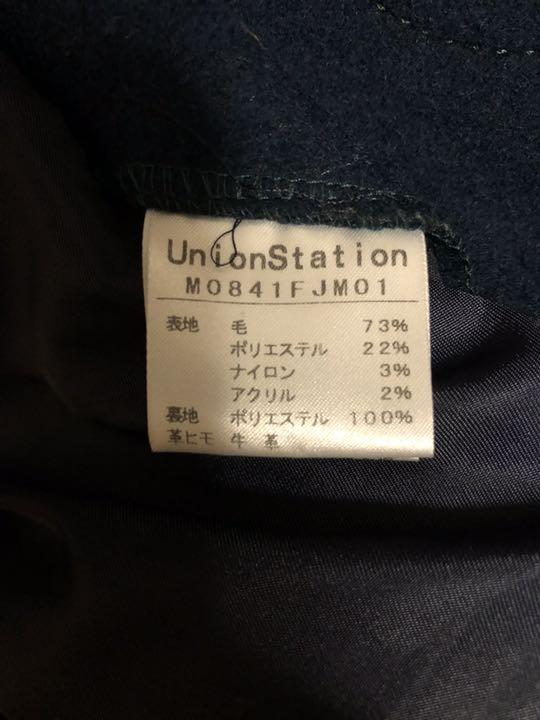 UnionStation
M0841FJM01
表地 毛 73%
ポリエステル 22%
ナイロン 3%
アクリル 2%
裏地 ポリエステル 100%
革ヒモ 牛革